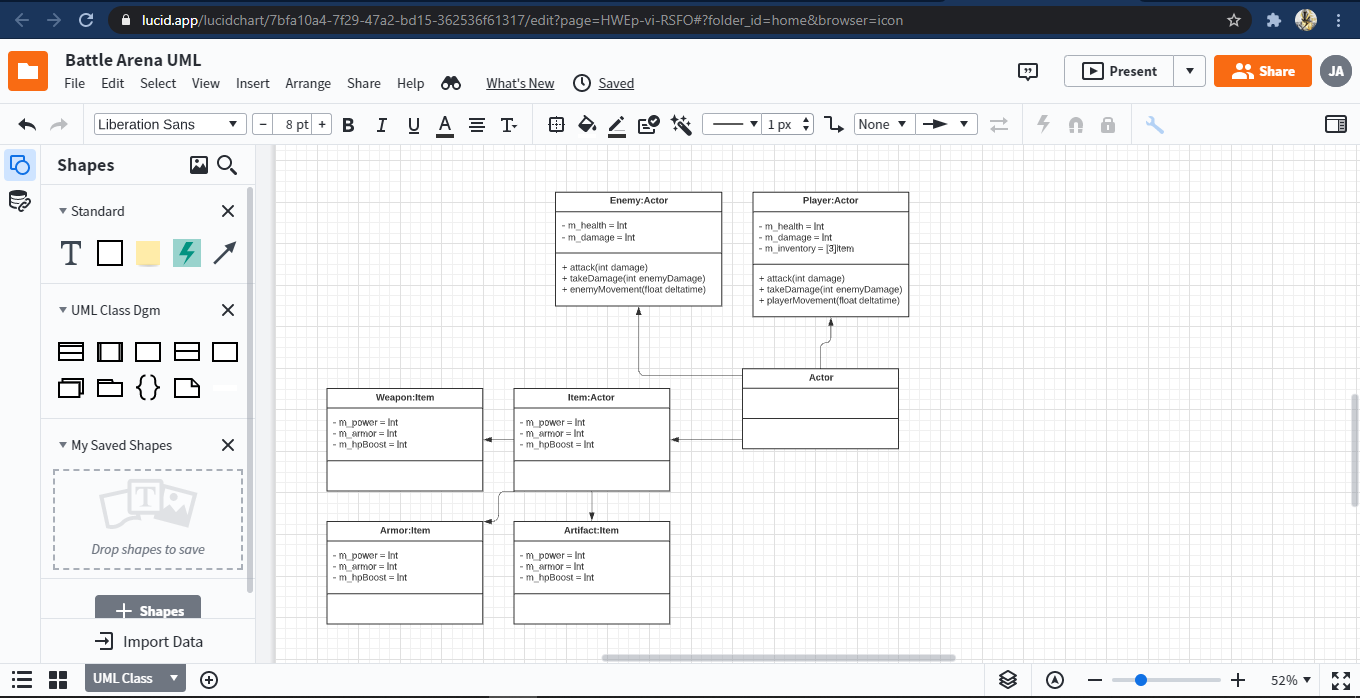 lucid.app/lucidchart/7bfa10a4-7f29-47a2-bd15-362536f61317/edit?page=HWEp-vi-RSFO#?folder_id=home&browser=icon
Battle Arena UML
File Edit Select View Insert Arrange Share Help What's New Saved
Present
Share
JA
Liberation Sans
− 8 pt +
B I U A T
1 px
None
Shapes
Standard
T
UML Class Dgm
My Saved Shapes
T
Drop shapes to save
+ Shapes
Import Data
Enemy:Actor
- m_health = Int
- m_damage = Int
+ attack(int damage)
+ takeDamage(int enemyDamage)
+ enemyMovement(float deltatime)
Player:Actor
- m_health = Int
- m_damage = Int
- m_inventory = [3]Item
+ attack(int damage)
+ takeDamage(int enemyDamage)
+ playerMovement(float deltatime)
Actor
Weapon:Item
- m_power = Int
- m_armor = Int
- m_hpBoost = Int
Item:Actor
- m_power = Int
- m_armor = Int
- m_hpBoost = Int
Armor:Item
- m_power = Int
- m_armor = Int
- m_hpBoost = Int
Artifact:Item
- m_power = Int
- m_armor = Int
- m_hpBoost = Int
UML Class
52%